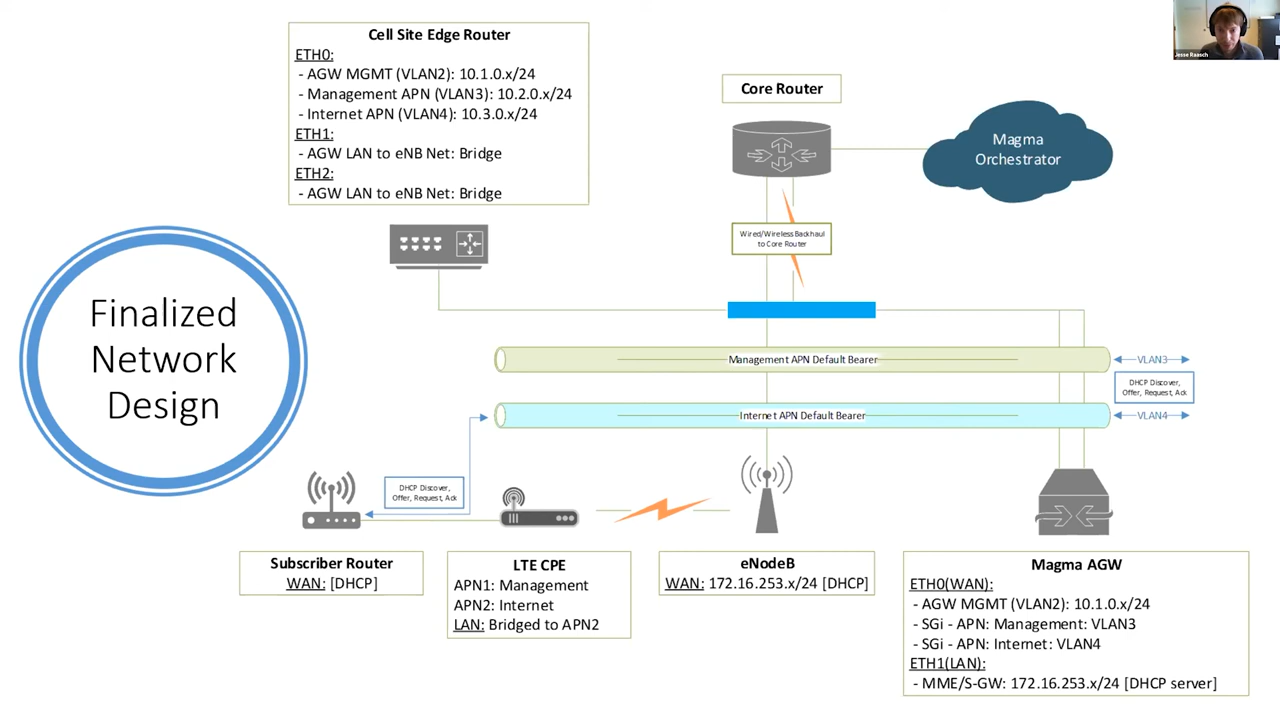 Cell Site Edge Router
ETH0:
- AGW MGMT (VLAN2): 10.1.0.x/24
- Management APN (VLAN3): 10.2.0.x/24
- Internet APN (VLAN4): 10.3.0.x/24
ETH1:
- AGW LAN to eNB Net: Bridge
ETH2:
- AGW LAN to eNB Net: Bridge
Core Router
Magma
Orchestrator
Jesse Raasch
Wired/Wireless Backhaul
to Core Router
Finalized
Network
Design
Management APN Default Bearer
VLAN3
DHCP Discover,
Offer, Request, Ack
Internet APN Default Bearer
VLAN4
DHCP Discover,
Offer, Request, Ack
Subscriber Router
WAN: [DHCP]
LTE CPE
APN1: Management
APN2: Internet
LAN: Bridged to APN2
eNodeB
WAN: 172.16.253.x/24 [DHCP]
Magma AGW
ETH0(WAN):
- AGW MGMT (VLAN2): 10.1.0.x/24
- SGi - APN: Management: VLAN3
- SGi - APN: Internet: VLAN4
ETH1(LAN):
- MME/S-GW: 172.16.253.x/24 [DHCP server]